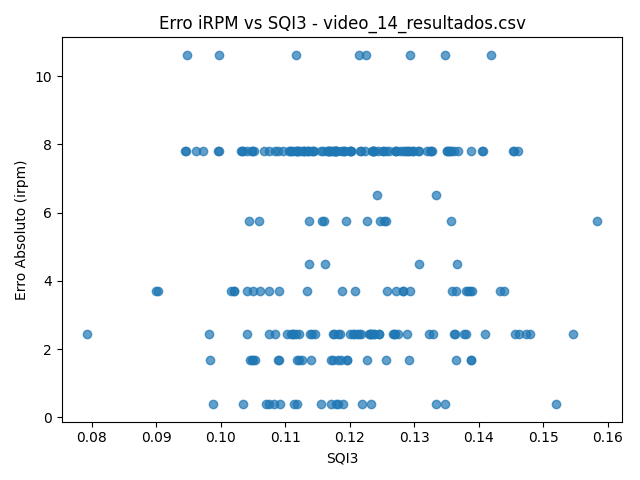 Erro iRPM vs SQI3 - video_14_resultados.csv
Erro Absoluto (irpm)
10
8
6
4
2
0
0.08 0.09 0.10 0.11 0.12 0.13 0.14 0.15 0.16
SQI3